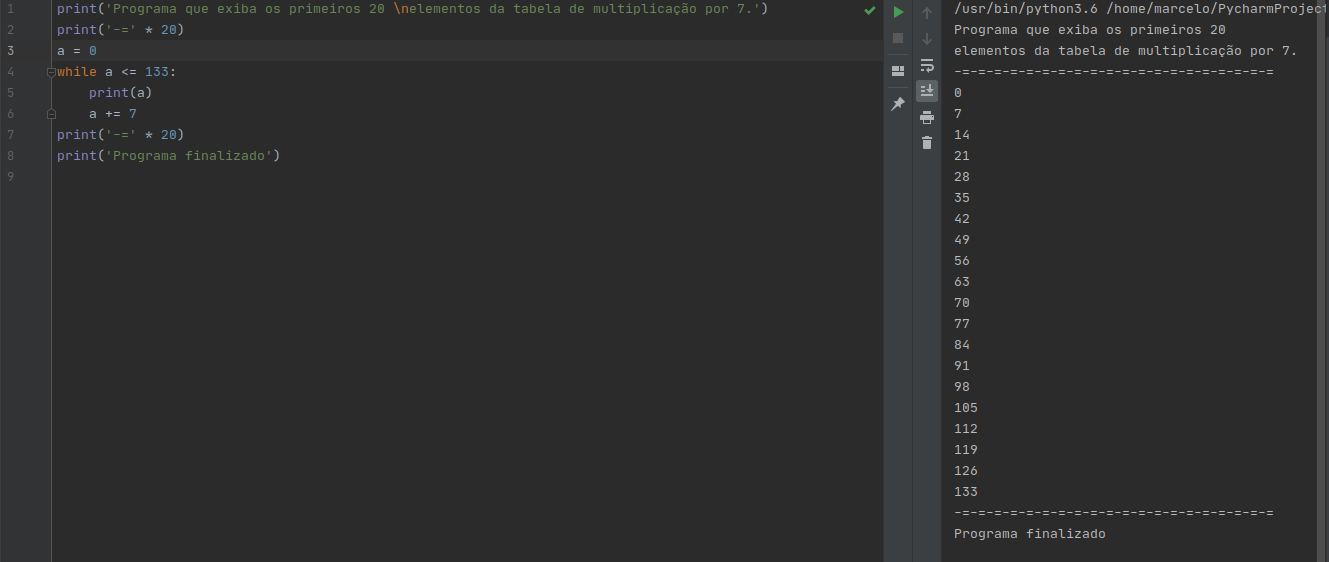 1 print('Programa que exiba os primeiros 20 \nelementos da tabela de multiplicação por 7.')
2 print('-=' * 20)
3 a = 0
4 while a <= 133:
5     print(a)
6     a += 7
7 print('-=' * 20)
8 print('Programa finalizado')
9
/usr/bin/python3.6 /home/marcelo/PycharmProject
Programa que exiba os primeiros 20
elementos da tabela de multiplicação por 7.
-=-=-=-=-=-=-=-=-=-=-=-=-=-=-=-=-=-=-=-=
0
7
14
21
28
35
42
49
56
63
70
77
84
91
98
105
112
119
126
133
-=-=-=-=-=-=-=-=-=-=-=-=-=-=-=-=-=-=-=-=
Programa finalizado